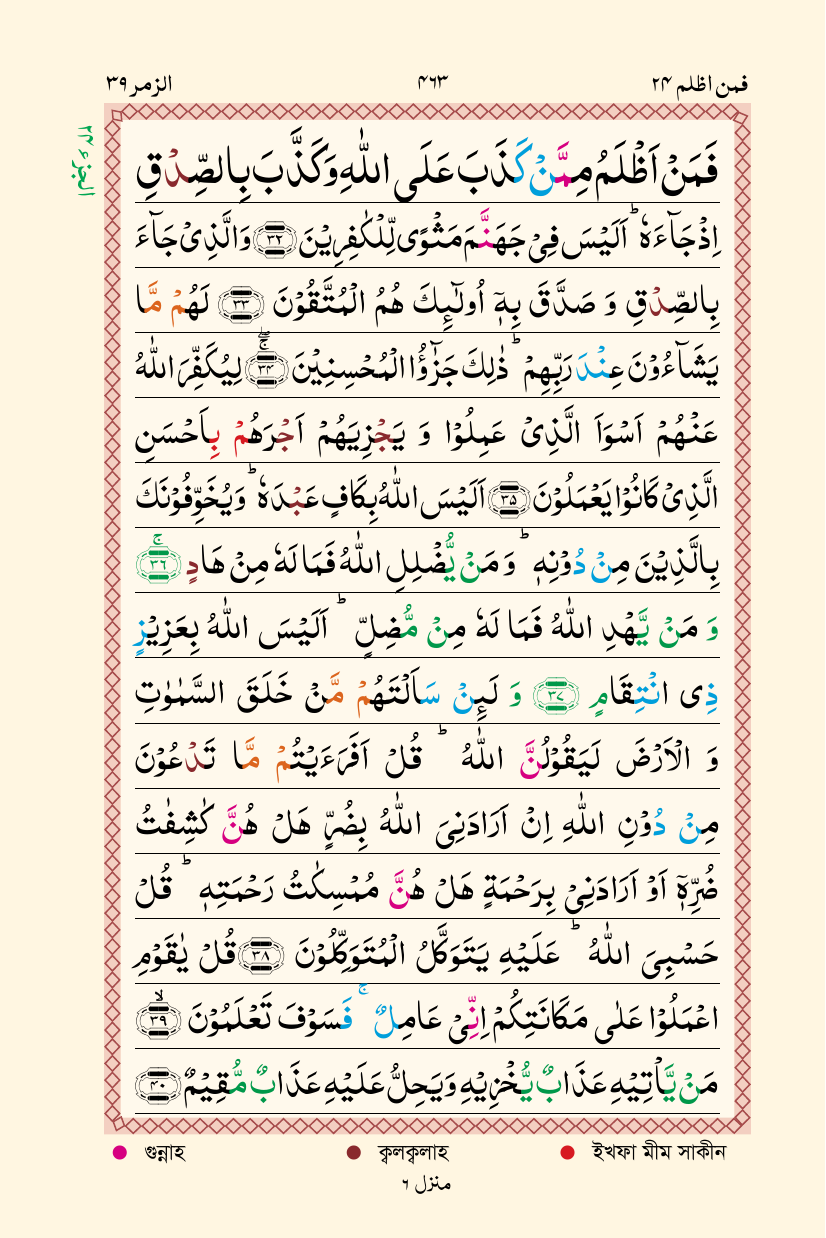 الزمر ٣٩ ٤٦٣ فمن اظلم ٢٤
الجزء ٢٤
فَمَنْ اَظْلَمُ مِمَّنْ كَذَبَ عَلَى اللّٰهِ وَكَذَّبَ بِالصِّدْقِ
اِذْ جَآءَهٗ ؕ اَلَيْسَ فِىْ جَهَنَّمَ مَثْوًى لِّلْكٰفِرِيْنَ ﴿٣٢﴾ وَالَّذِىْ جَآءَ
بِالصِّدْقِ وَ صَدَّقَ بِهٖۤ اُولٰٓئِكَ هُمُ الْمُتَّقُوْنَ ﴿٣٣﴾ لَهُمْ مَّا
يَشَآءُوْنَ عِنْدَ رَبِّهِمْ ؕ ذٰلِكَ جَزٰٓؤُا الْمُحْسِنِيْنَ ﴿٣٤﴾ۚۖ لِيُكَفِّرَ اللّٰهُ
عَنْهُمْ اَسْوَاَ الَّذِىْ عَمِلُوْا وَ يَجْزِيَهُمْ اَجْرَهُمْ بِاَحْسَنِ
الَّذِىْ كَانُوْا يَعْمَلُوْنَ ﴿٣٥﴾ اَلَيْسَ اللّٰهُ بِكَافٍ عَبْدَهٗ ؕ وَيُخَوِّفُوْنَكَ
بِالَّذِيْنَ مِنْ دُوْنِهٖ ؕ وَ مَنْ يُّضْلِلِ اللّٰهُ فَمَا لَهٗ مِنْ هَادٍ ﴿٣٦﴾ۚ
وَ مَنْ يَّهْدِ اللّٰهُ فَمَا لَهٗ مِنْ مُّضِلٍّ ؕ اَلَيْسَ اللّٰهُ بِعَزِيْزٍ
ذِى انْتِقَامٍ ﴿٣٧﴾ وَ لَئِنْ سَاَلْتَهُمْ مَّنْ خَلَقَ السَّمٰوٰتِ
وَ الْاَرْضَ لَيَقُوْلُنَّ اللّٰهُ ؕ قُلْ اَفَرَءَيْتُمْ مَّا تَدْعُوْنَ
مِنْ دُوْنِ اللّٰهِ اِنْ اَرَادَنِىَ اللّٰهُ بِضُرٍّ هَلْ هُنَّ كٰشِفٰتُ
ضُرِّهٖۤ اَوْ اَرَادَنِىْ بِرَحْمَةٍ هَلْ هُنَّ مُمْسِكٰتُ رَحْمَتِهٖ ؕ قُلْ
حَسْبِىَ اللّٰهُ ؕ عَلَيْهِ يَتَوَكَّلُ الْمُتَوَكِّلُوْنَ ﴿٣٨﴾ قُلْ يٰقَوْمِ
اعْمَلُوْا عَلٰى مَكَانَتِكُمْ اِنِّىْ عَامِلٌ ۚ فَسَوْفَ تَعْلَمُوْنَ ﴿٣٩﴾ۙ
مَنْ يَّاْتِيْهِ عَذَابٌ يُّخْزِيْهِ وَيَحِلُّ عَلَيْهِ عَذَابٌ مُّقِيْمٌ ﴿٤٠﴾
গুন্নাহ ক্বলক্বলাহ ইখফা মীম সাকীন
منزل ٦